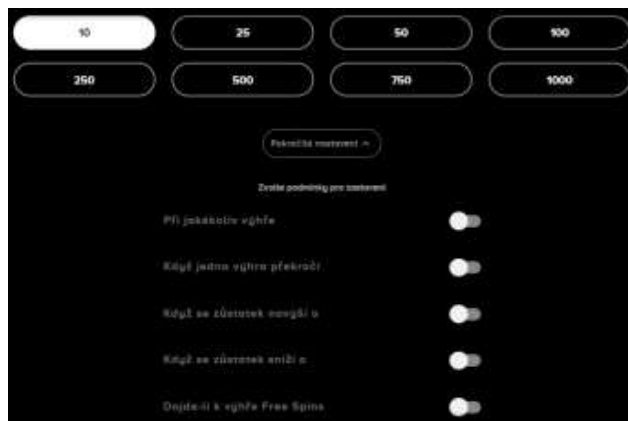 10 25 50 100
250 500 750 1000
Pokročilá nastavení
Zvolte podmínky pro zastavení
Při jakékoliv výhře
Když jedna výhra překročí
Když se zůstatek navýší o
Když se zůstatek sníží o
Dojde-li k výhře Free Spins